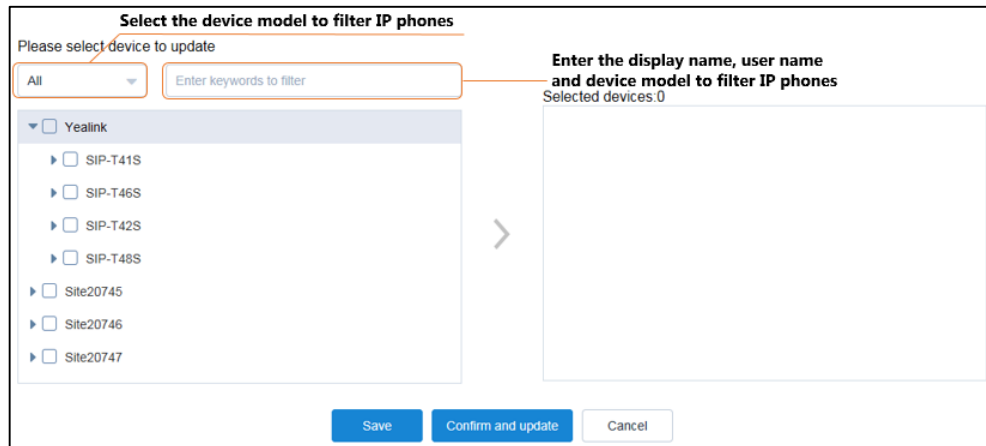 Select the device model to filter IP phones
Please select device to update
All
Enter keywords to filter
Enter the display name, user name
and device model to filter IP phones
Selected devices:0
Yealink
SIP-T41S
SIP-T46S
SIP-T42S
SIP-T48S
Site20745
Site20746
Site20747
Save
Confirm and update
Cancel